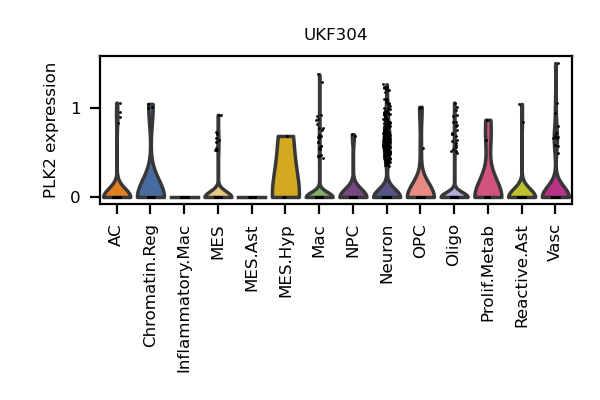 UKF304
PLK2 expression
1
0
AC
Chromatin.Reg
Inflammatory.Mac
MES
MES.Ast
MES.Hyp
Mac
NPC
Neuron
OPC
Oligo
Prolif.Metab
Reactive.Ast
Vasc